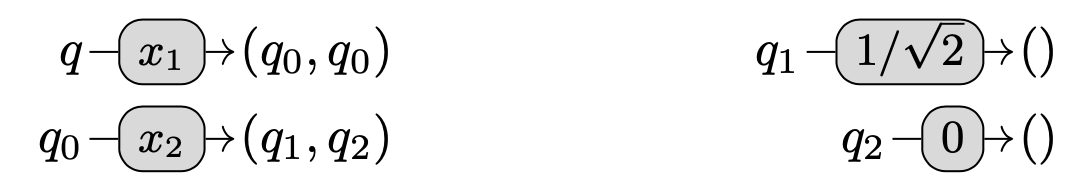 q —x₁→ (q₀, q₀)
q₀ —x₂→ (q₁, q₂)
q₁ —1/√2→ ()
q₂ —0→ ()